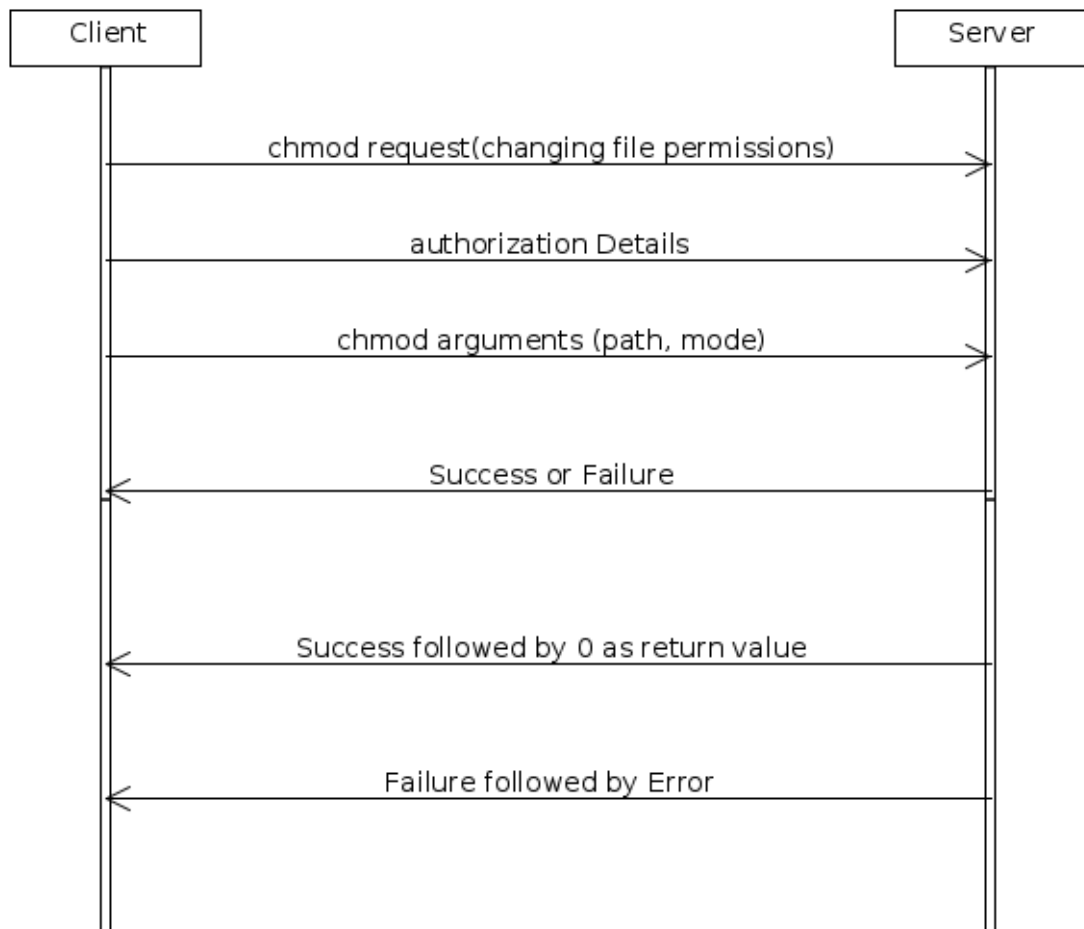 Client
Server
chmod request(changing file permissions)
authorization Details
chmod arguments (path, mode)
Success or Failure
Success followed by 0 as return value
Failure followed by Error